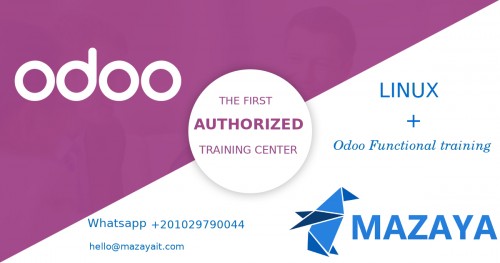 odoo
THE FIRST
AUTHORIZED
TRAINING CENTER
LINUX
+
Odoo Functional training
Whatsapp +201029790044
hello@mazayait.com
MAZAYA